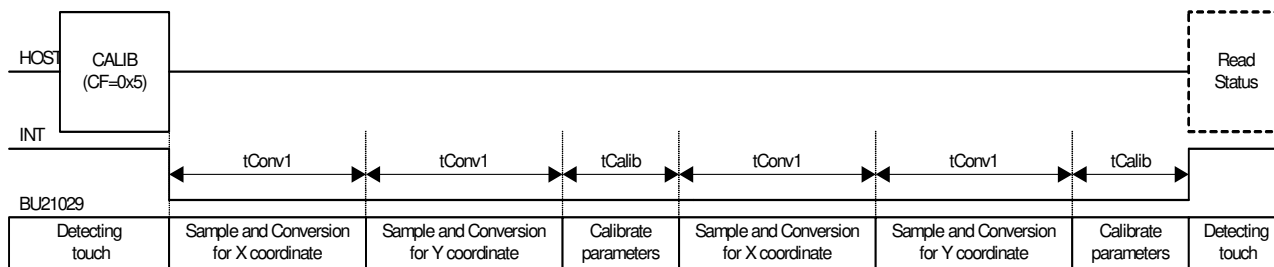 HOST
CALIB
(CF=0x5)
Read
Status
INT
tConv1
tConv1
tCalib
tConv1
tConv1
tCalib
BU21029
Detecting
touch
Sample and Conversion
for X coordinate
Sample and Conversion
for Y coordinate
Calibrate
parameters
Sample and Conversion
for X coordinate
Sample and Conversion
for Y coordinate
Calibrate
parameters
Detecting
touch